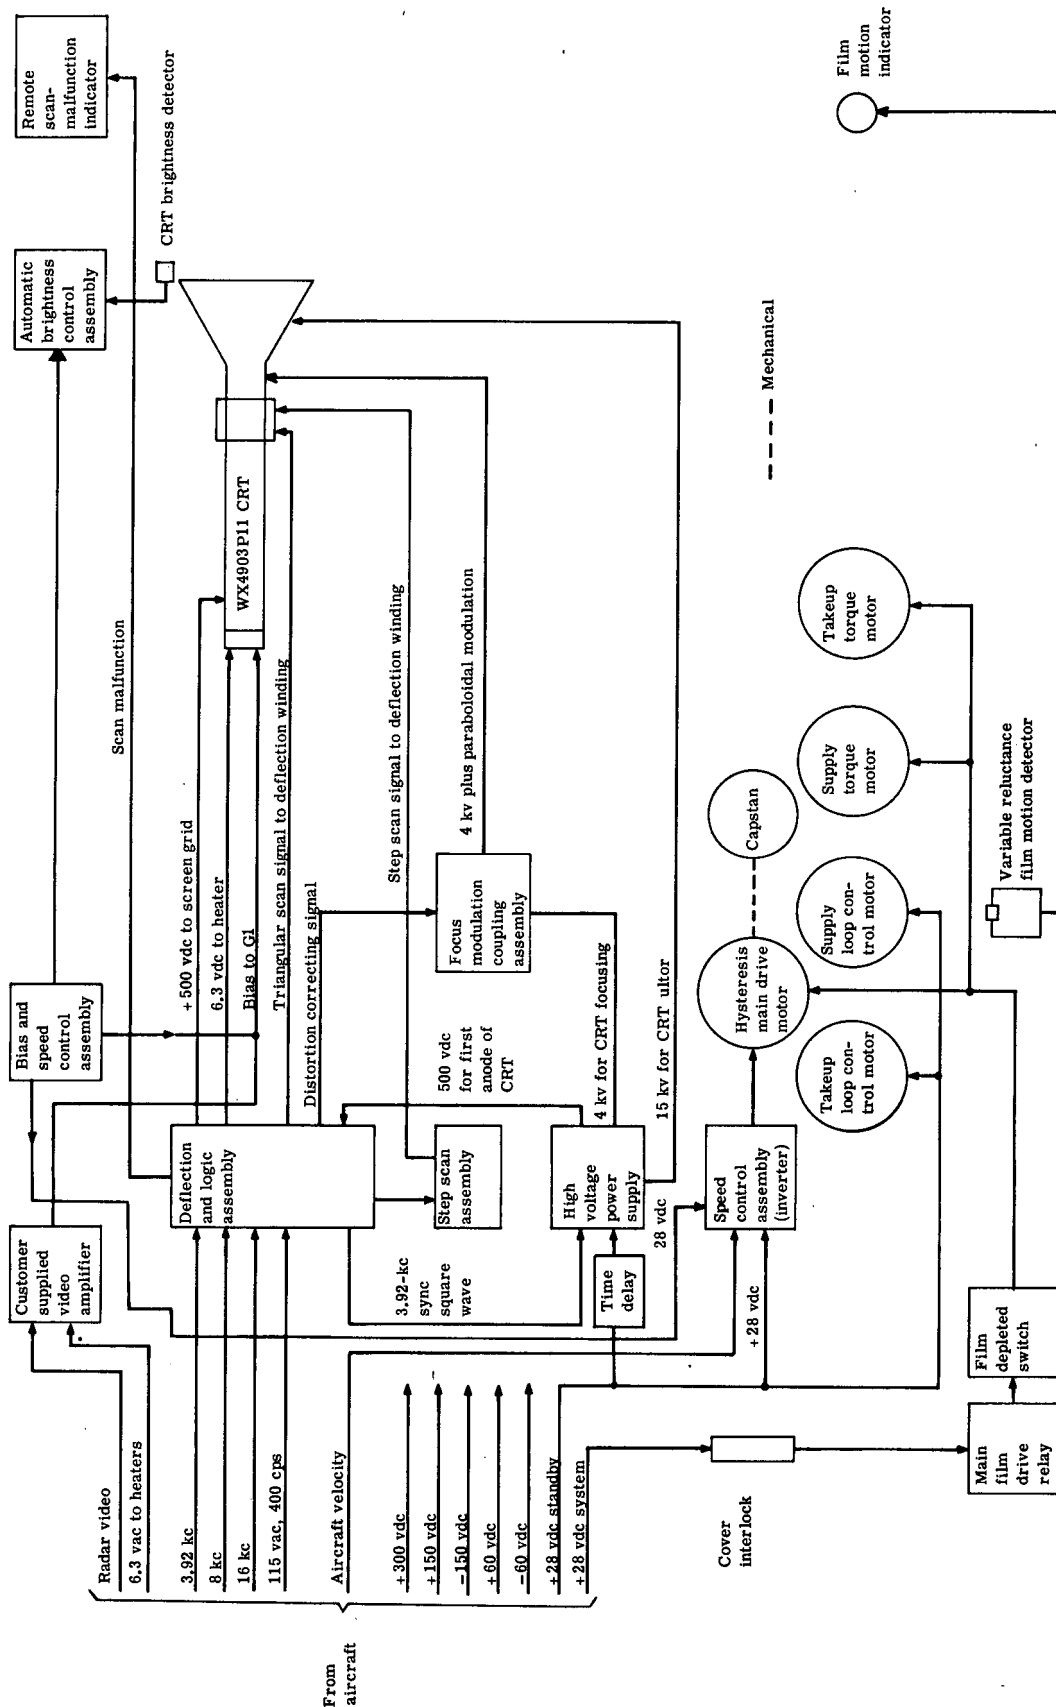 From
aircraft
Radar video
6.3 vac to heaters
3.92 kc
8 kc
16 kc
115 vac, 400 cps
Aircraft velocity
+300 vdc
+150 vdc
-150 vdc
+60 vdc
-60 vdc
+28 vdc standby
+28 vdc system
Customer
supplied
video
amplifier
Bias and
speed
control
assembly
Automatic
brightness
control
assembly
Remote
scan-
malfunction
indicator
CRT brightness detector
Scan malfunction
Deflection
and logic
assembly
+500 vdc to screen grid
6.3 vdc to heater
Bias to G1
Triangular scan signal to deflection winding
Distortion correcting signal
WX4903P11 CRT
Step scan signal to deflection winding
4 kv plus paraboloidal modulation
Focus
modulation
coupling
assembly
500 vdc
for first
anode of
CRT
Step scan
assembly
3.92-kc
sync
square
wave
4 kv for CRT focusing
15 kv for CRT ultor
High
voltage
power
supply
Time
delay
28 vdc
+28 vdc
Speed
control
assembly
(inverter)
Hysteresis
main drive
motor
Capstan
---- Mechanical
Takeup
loop con-
trol motor
Supply
loop con-
trol motor
Supply
torque
motor
Takeup
torque
motor
Cover
interlock
Main
film
drive
relay
Film
depleted
switch
Variable reluctance
film motion detector
Film
motion
indicator